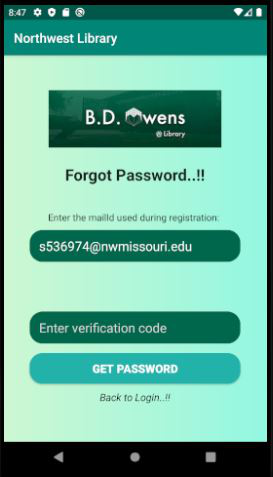 8:47
Northwest Library
B.D. Owens
@ Library
Forgot Password..!!
Enter the mailId used during registration:
s536974@nwmissouri.edu
Enter verification code
GET PASSWORD
Back to Login..!!